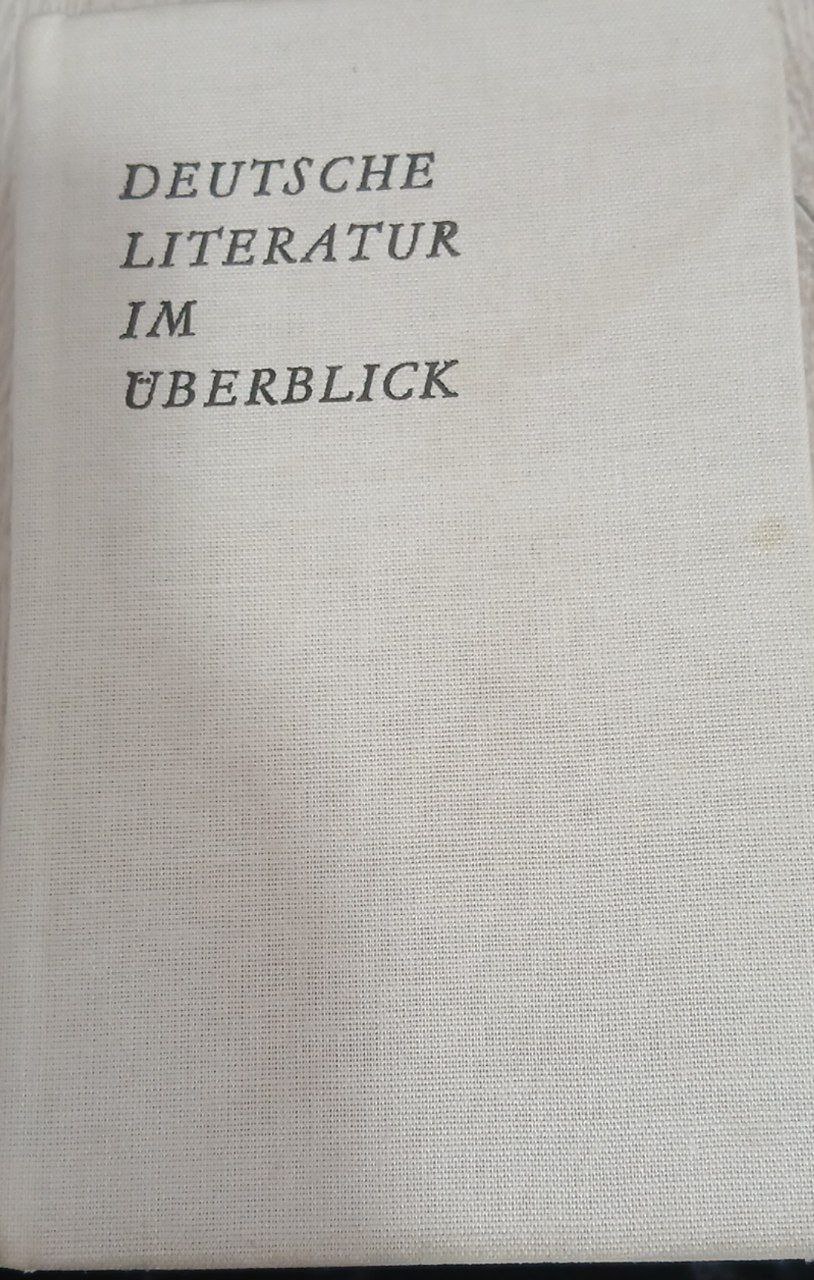 DEUTSCHE
LITERATUR
IM
ÜBERBLICK